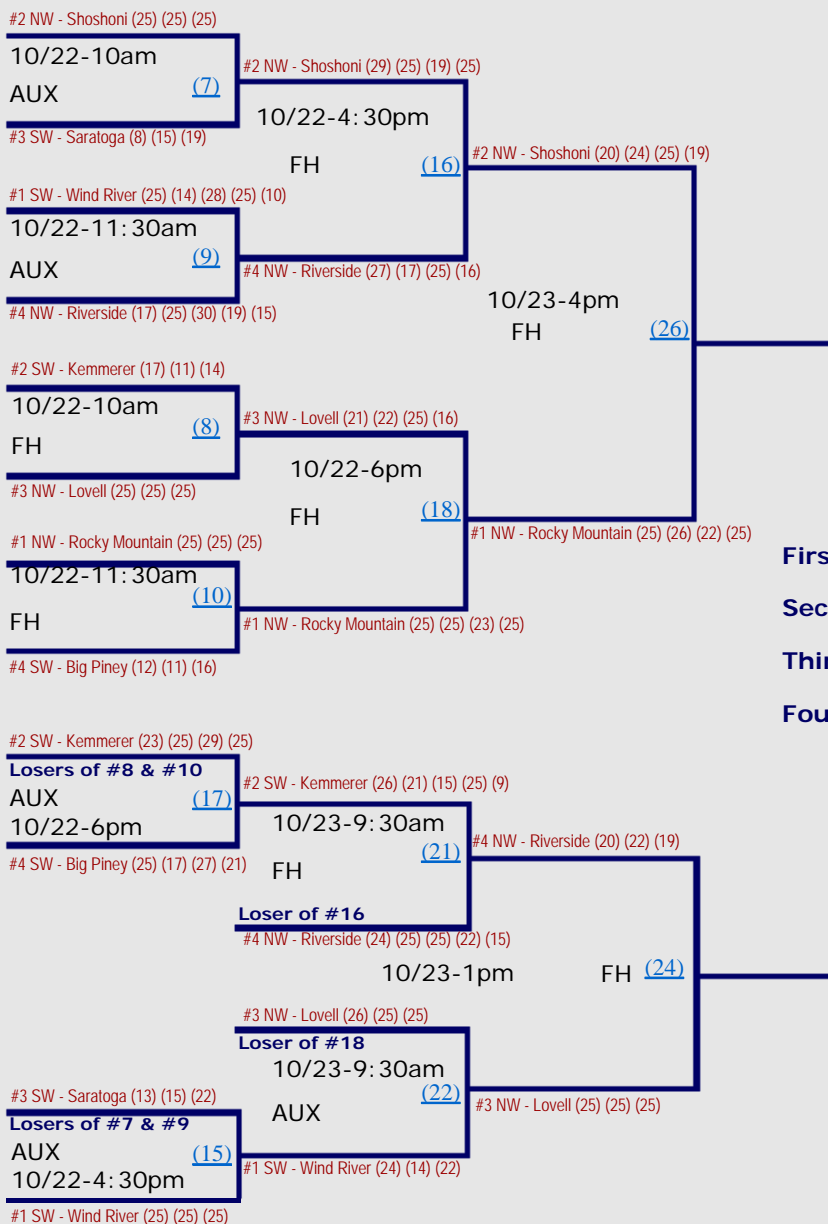 #2 NW - Shoshoni (25) (25) (25)
10/22-10am
AUX
(7)
#3 SW - Saratoga (8) (15) (19)
#2 NW - Shoshoni (29) (25) (19) (25)
10/22-4:30pm
FH
(16)
#2 NW - Shoshoni (20) (24) (25) (19)
#1 SW - Wind River (25) (14) (28) (25) (10)
10/22-11:30am
AUX
(9)
#4 NW - Riverside (27) (17) (25) (16)
#4 NW - Riverside (17) (25) (30) (19) (15)
10/23-4pm
FH
(26)
#2 SW - Kemmerer (17) (11) (14)
10/22-10am
FH
(8)
#3 NW - Lovell (21) (22) (25) (16)
#3 NW - Lovell (25) (25) (25)
10/22-6pm
FH
(18)
#1 NW - Rocky Mountain (25) (26) (22) (25)
#1 NW - Rocky Mountain (25) (25) (25)
10/22-11:30am
FH
(10)
#1 NW - Rocky Mountain (25) (25) (23) (25)
#4 SW - Big Piney (12) (11) (16)
Firs
Sec
Thi
Fou
#2 SW - Kemmerer (23) (25) (29) (25)
Losers of #8 & #10
AUX
(17)
10/22-6pm
#4 SW - Big Piney (25) (17) (27) (21)
#2 SW - Kemmerer (26) (21) (15) (25) (9)
10/23-9:30am
FH
(21)
#4 NW - Riverside (20) (22) (19)
Loser of #16
#4 NW - Riverside (24) (25) (25) (22) (15)
10/23-1pm
FH (24)
#3 NW - Lovell (26) (25) (25)
Loser of #18
10/23-9:30am
AUX
(22)
#3 NW - Lovell (25) (25) (25)
#3 SW - Saratoga (13) (15) (22)
Losers of #7 & #9
AUX
(15)
10/22-4:30pm
#1 SW - Wind River (24) (14) (22)
#1 SW - Wind River (25) (25) (25)